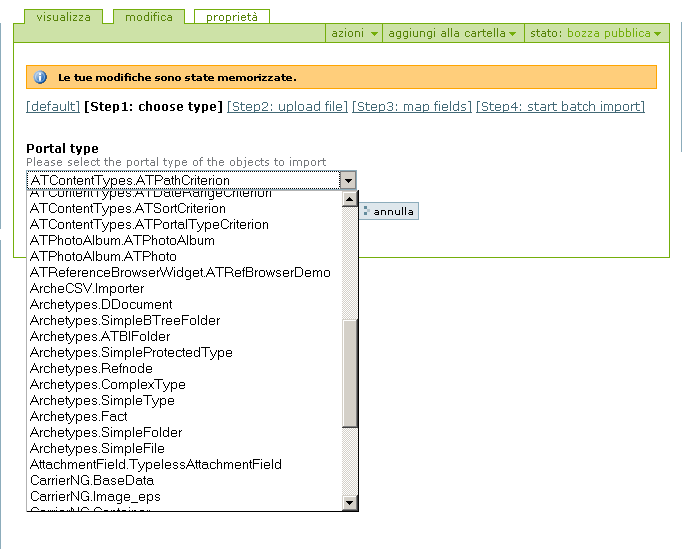 visualizza modifica proprietà
azioni aggiungi alla cartella stato: bozza pubblica
Le tue modifiche sono state memorizzate.
[default] [Step1: choose type] [Step2: upload file] [Step3: map fields] [Step4: start batch import]
Portal type
Please select the portal type of the objects to import
ATContentTypes.ATPathCriterion
ATContentTypes.ATDateRangeCriterion
ATContentTypes.ATSortCriterion
annulla
ATContentTypes.ATPortalTypeCriterion
ATPhotoAlbum.ATPhotoAlbum
ATPhotoAlbum.ATPhoto
ATReferenceBrowserWidget.ATRefBrowserDemo
ArcheCSV.Importer
Archetypes.DDocument
Archetypes.SimpleBTreeFolder
Archetypes.ATBIFolder
Archetypes.SimpleProtectedType
Archetypes.Refnode
Archetypes.ComplexType
Archetypes.SimpleType
Archetypes.Fact
Archetypes.SimpleFolder
Archetypes.SimpleFile
AttachmentField.TypelessAttachmentField
CarrierNG.BaseData
CarrierNG.Image_eps
CarrierNG.Container